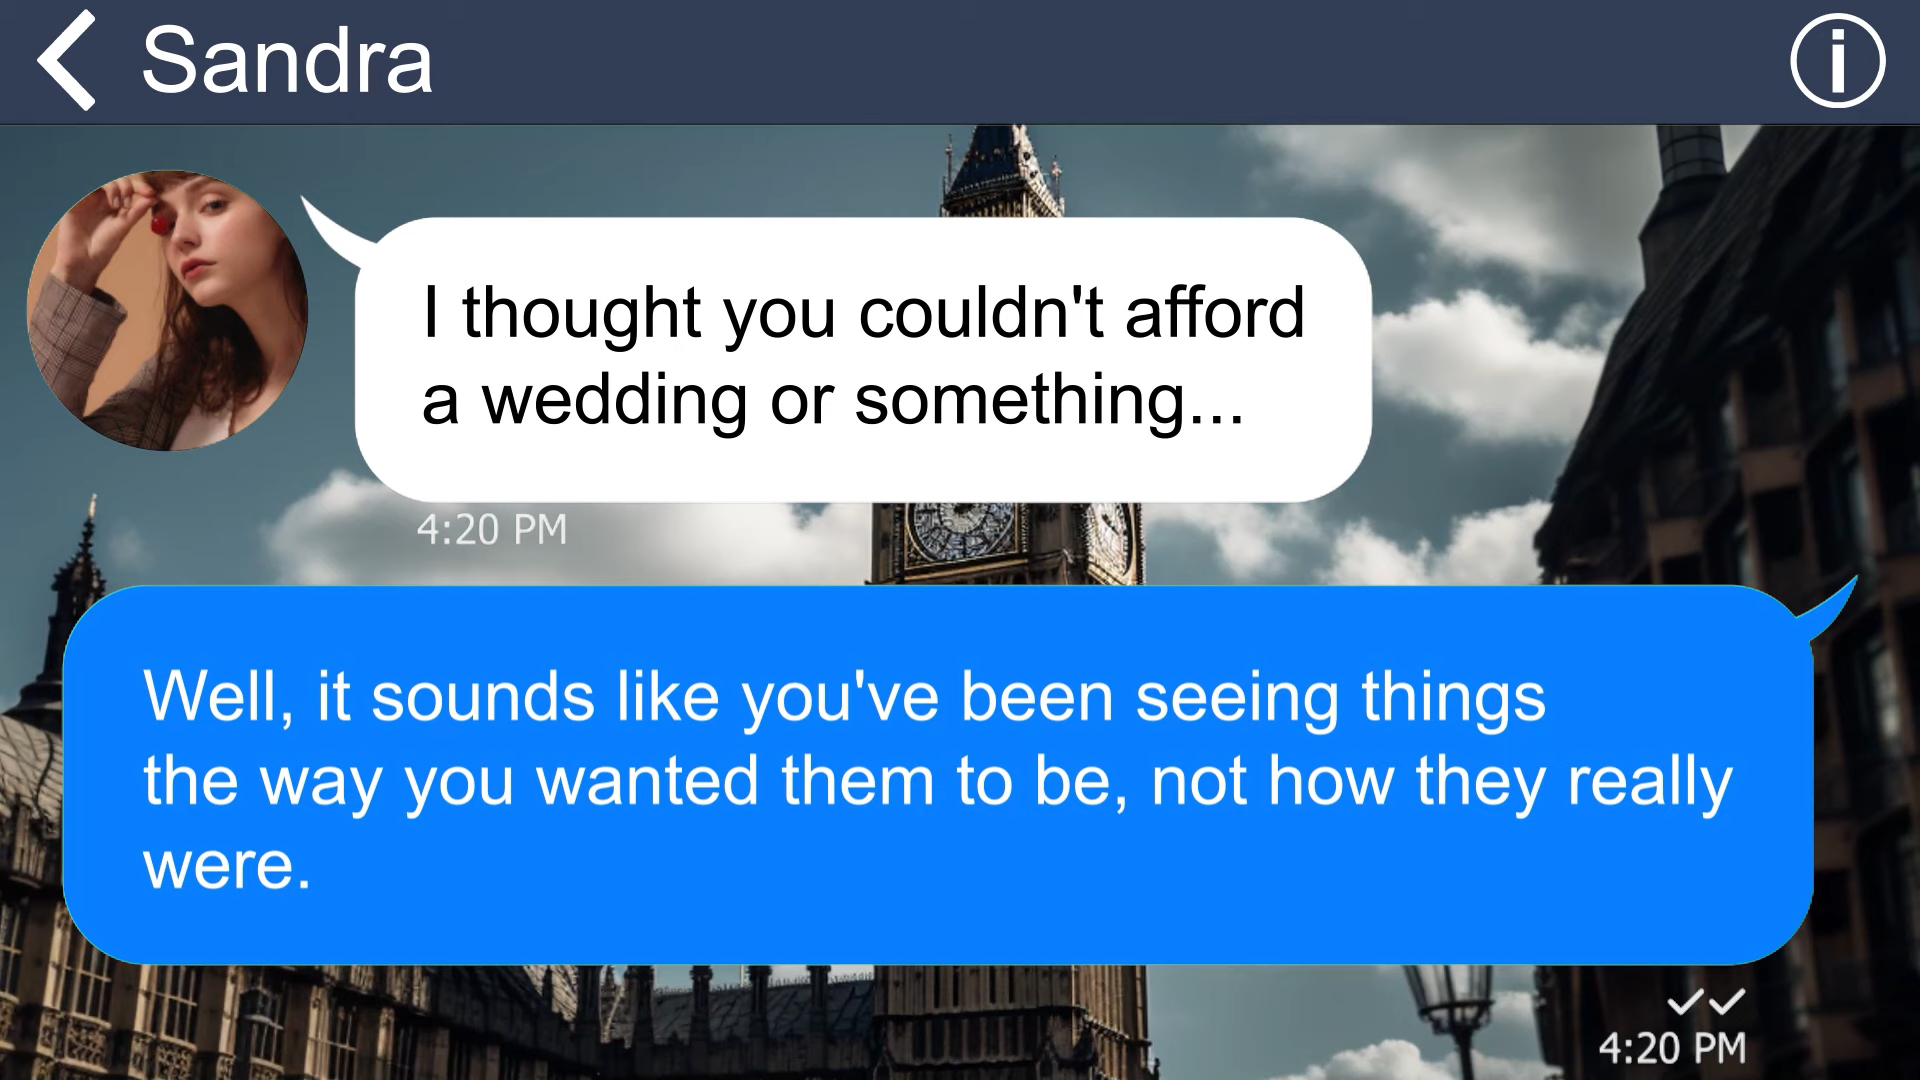 Sandra
I thought you couldn't afford
a wedding or something...
4:20 PM
Well, it sounds like you've been seeing things
the way you wanted them to be, not how they really
were.
4:20 PM